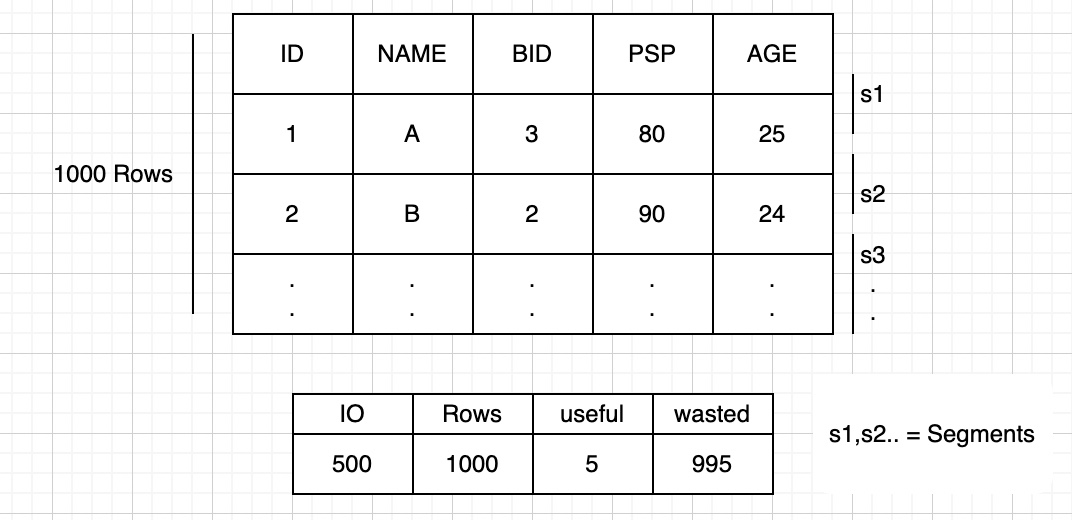 ID NAME BID PSP AGE
s1
1 A 3 80 25
1000 Rows
s2
2 B 2 90 24
s3
. . . . . .
. . . . . .
IO Rows useful wasted
500 1000 5 995
s1,s2.. = Segments